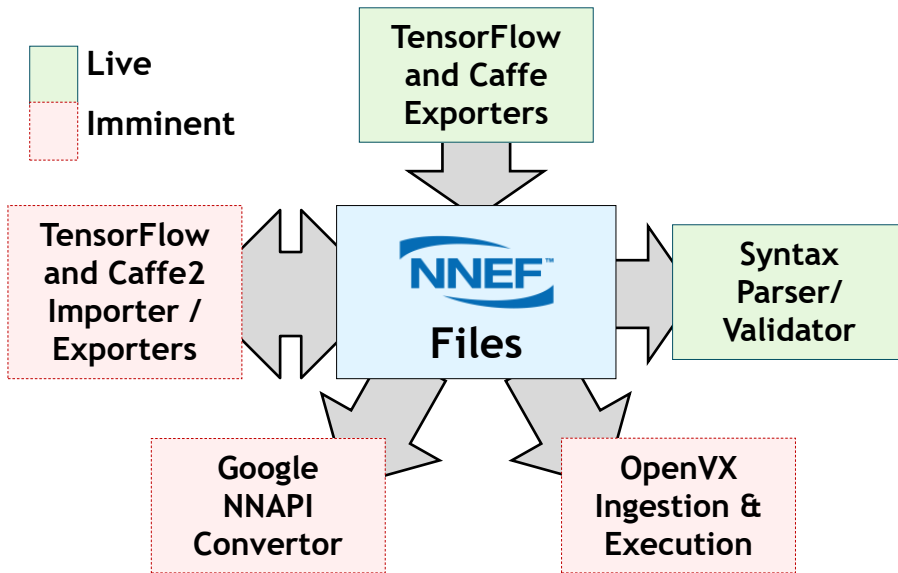 Live
Imminent
TensorFlow
and Caffe
Exporters
TensorFlow
and Caffe2
Importer /
Exporters
NNEF™
Files
Syntax
Parser/
Validator
Google
NNAPI
Convertor
OpenVX
Ingestion &
Execution